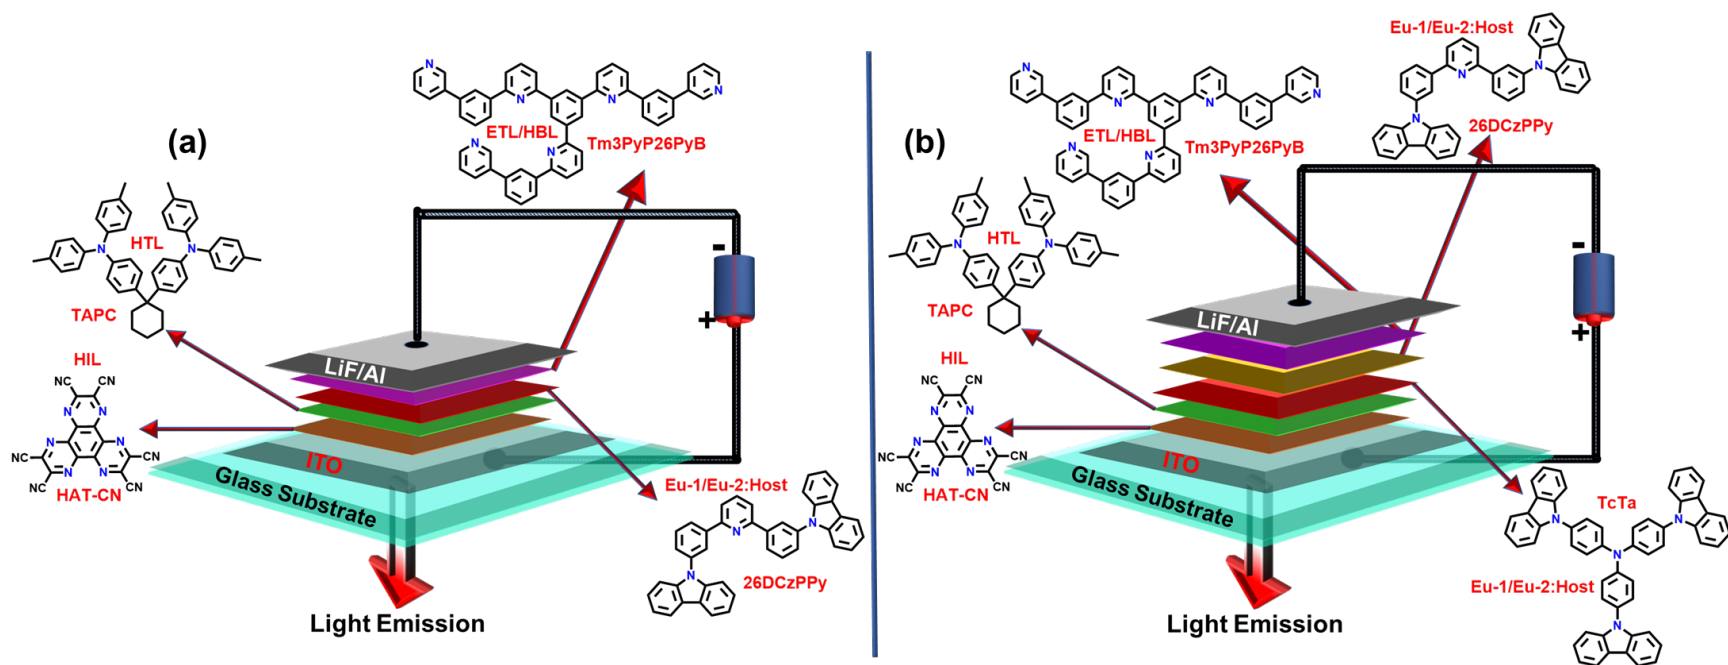 (a)
ETL/HBL
Tm3PyP26PyB
HTL
TAPC
HIL
HAT-CN
CN
CN
CN
CN
NC
NC
N
N
N
N
N
N
N
N
N
N
N
N
N
N
LiF/Al
ITO
Glass Substrate
-
+
Eu-1/Eu-2:Host
N
N
N
26DCzPPy
Light Emission
(b)
ETL/HBL
Tm3PyP26PyB
Eu-1/Eu-2:Host
N
N
N
26DCzPPy
HTL
TAPC
HIL
HAT-CN
NC
CN
CN
CN
NC
NC
N
N
N
N
N
N
N
N
N
N
N
N
N
N
LiF/Al
ITO
Glass Substrate
-
+
TcTa
N
N
N
N
Eu-1/Eu-2:Host
Light Emission